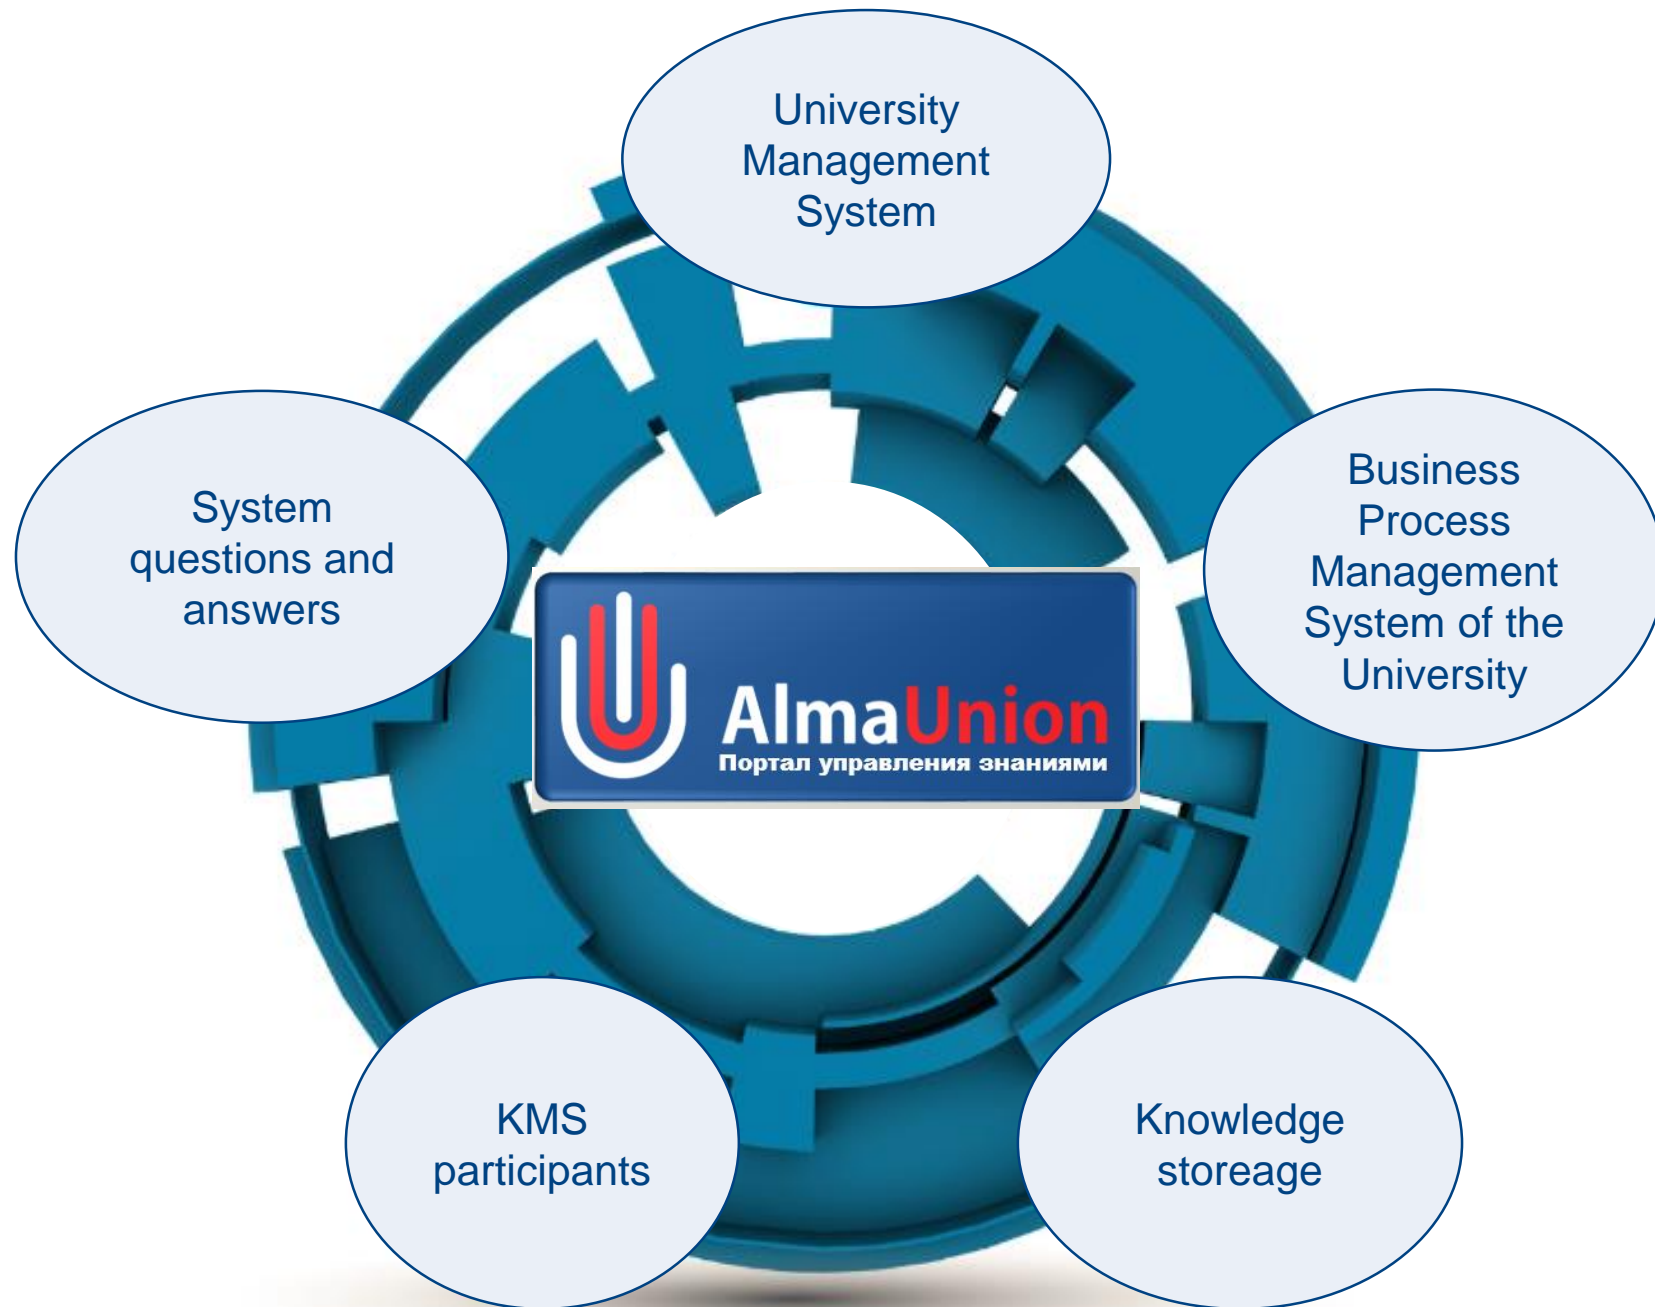 University
Management
System
System
questions and
answers
Business
Process
Management
System of the
University
AlmaUnion
Портал управления знаниями
KMS
participants
Knowledge
storeage